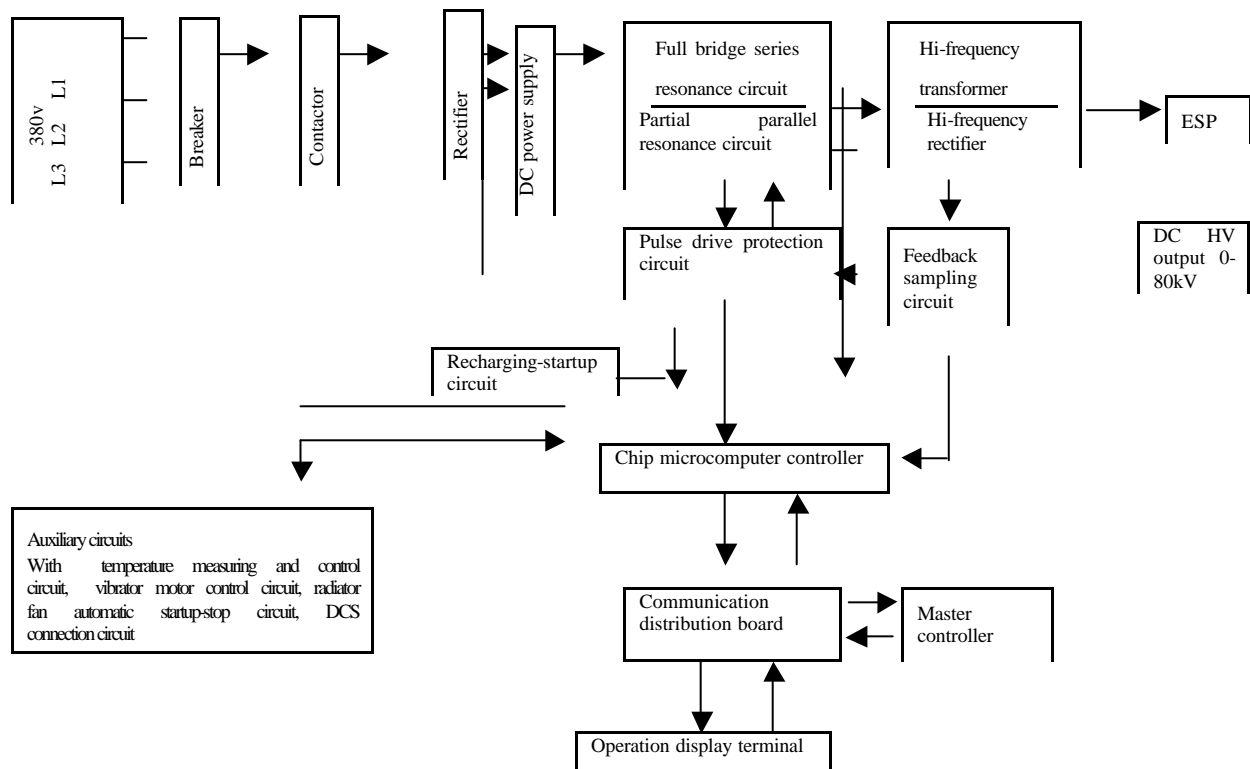 380v
L1
L2
L3
Breaker
Contactor
Rectifier
DC power supply
Full bridge series
resonance circuit
Partial parallel
resonance circuit
Hi-frequency
transformer
Hi-frequency
rectifier
ESP
Pulse drive protection
circuit
Feedback
sampling
circuit
DC HV
output 0-
80kV
Recharging-startup
circuit
Chip microcomputer controller
Auxiliary circuits
With temperature measuring and control
circuit, vibrator motor control circuit, radiator
fan automatic startup-stop circuit, DCS
connection circuit
Communication
distribution board
Master
controller
Operation display terminal